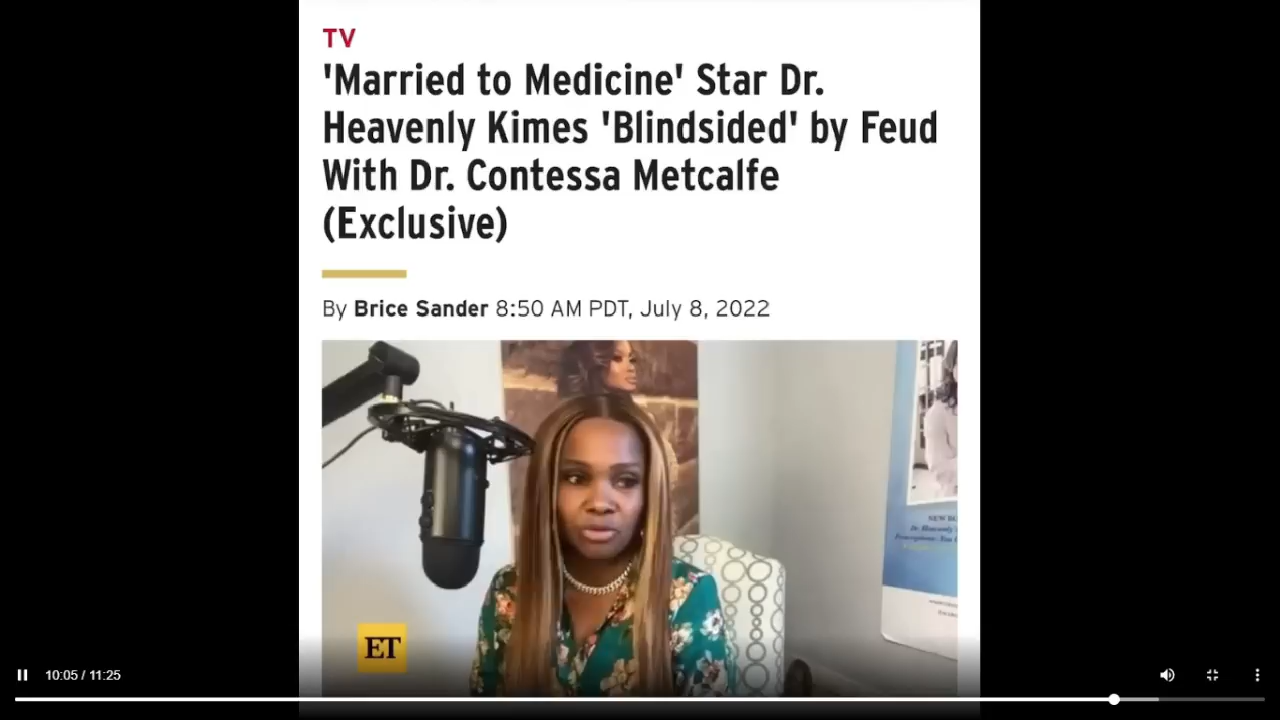 TV
'Married to Medicine' Star Dr.
Heavenly Kimes 'Blindsided' by Feud
With Dr. Contessa Metcalfe
(Exclusive)
By Brice Sander 8:50 AM PDT, July 8, 2022
ET
10:05 / 11:25